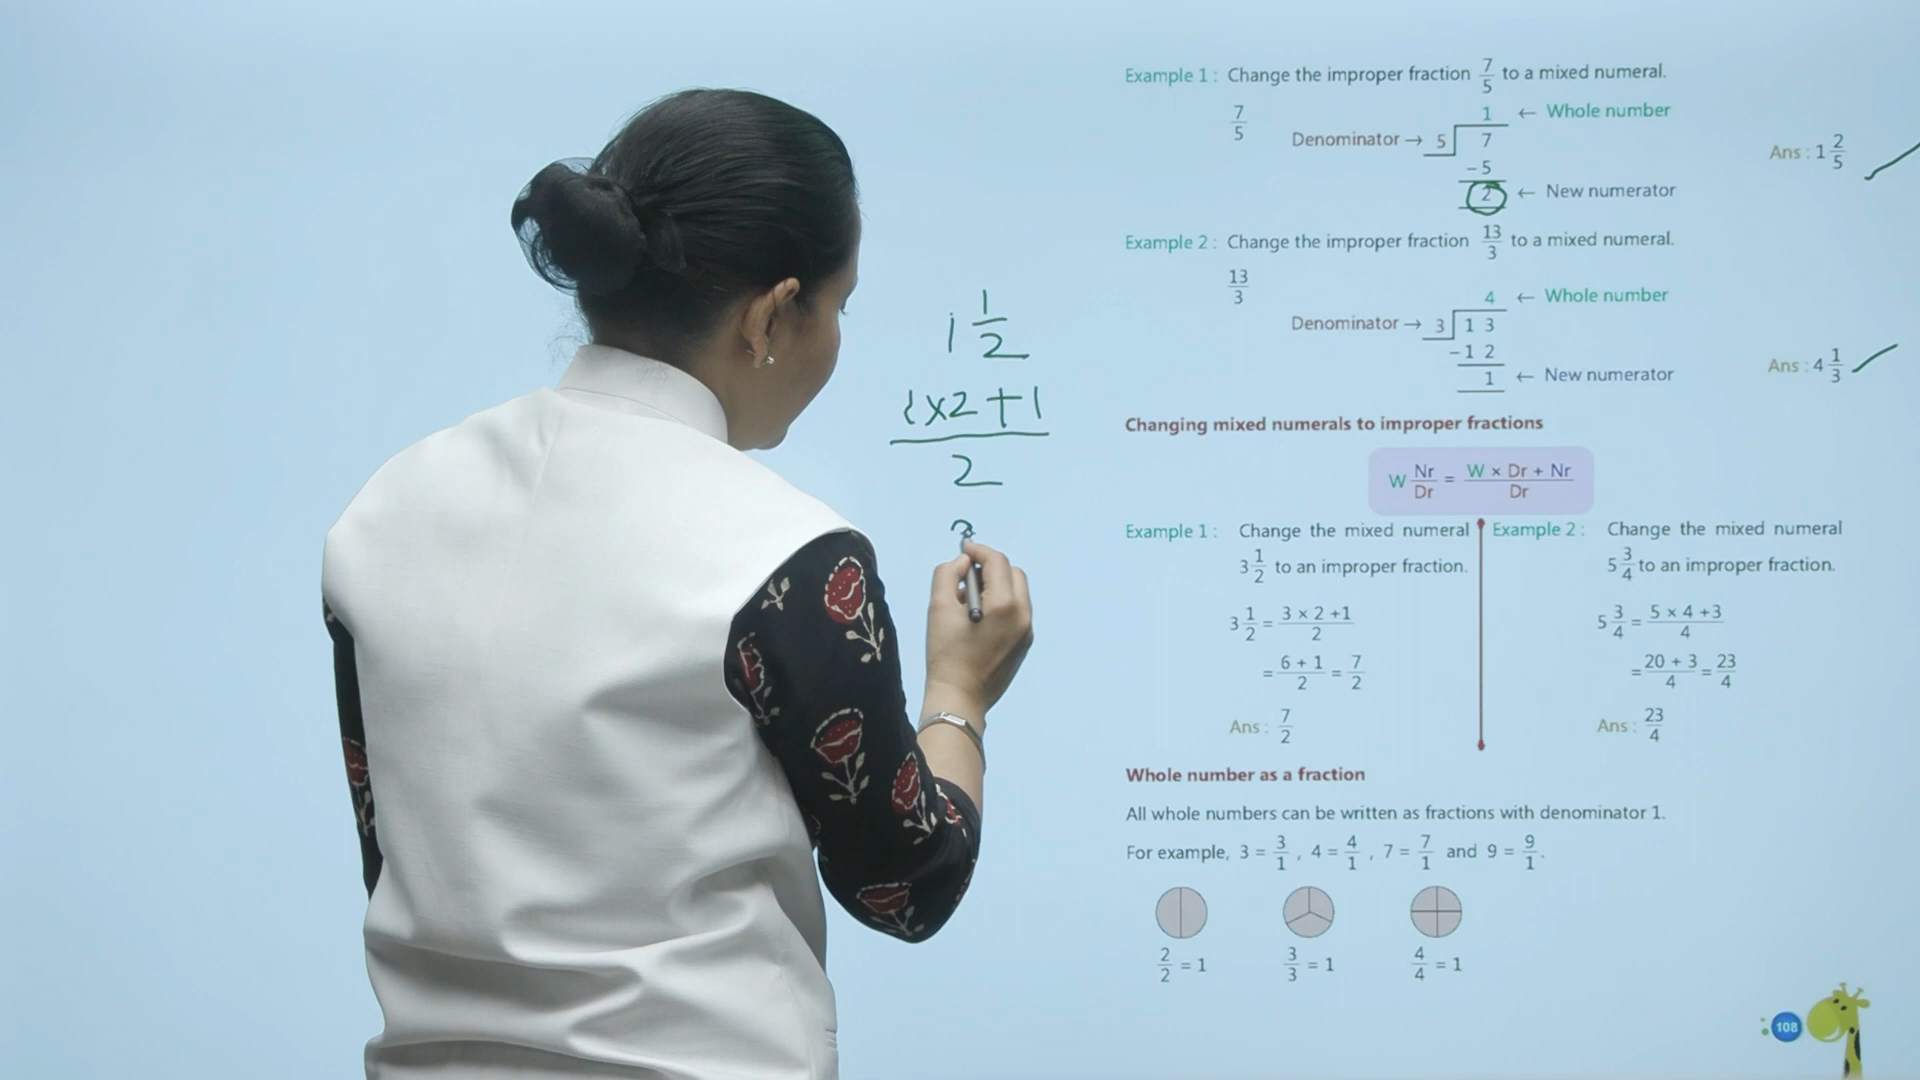 1 1/2
1x2+1
2
3
Example 1 : Change the improper fraction 7/5 to a mixed numeral.
7/5
1 ← Whole number
Denominator → 5 7
-5
2 ← New numerator
Ans : 1 2/5
Example 2 : Change the improper fraction 13/3 to a mixed numeral.
13/3
4 ← Whole number
Denominator → 3 1 3
-1 2
1 ← New numerator
Ans : 4 1/3
Changing mixed numerals to improper fractions
W Nr/Dr = W × Dr + Nr/Dr
Example 1 : Change the mixed numeral
3 1/2 to an improper fraction.
3 1/2 = 3 × 2 +1/2
= 6 + 1/2 = 7/2
Ans : 7/2
Example 2 : Change the mixed numeral
5 3/4 to an improper fraction.
5 3/4 = 5 × 4 +3/4
= 20 + 3/4 = 23/4
Ans : 23/4
Whole number as a fraction
All whole numbers can be written as fractions with denominator 1.
For example, 3 = 3/1 , 4 = 4/1 , 7 = 7/1 and 9 = 9/1 .
2/2 = 1 3/3 = 1 4/4 = 1
108